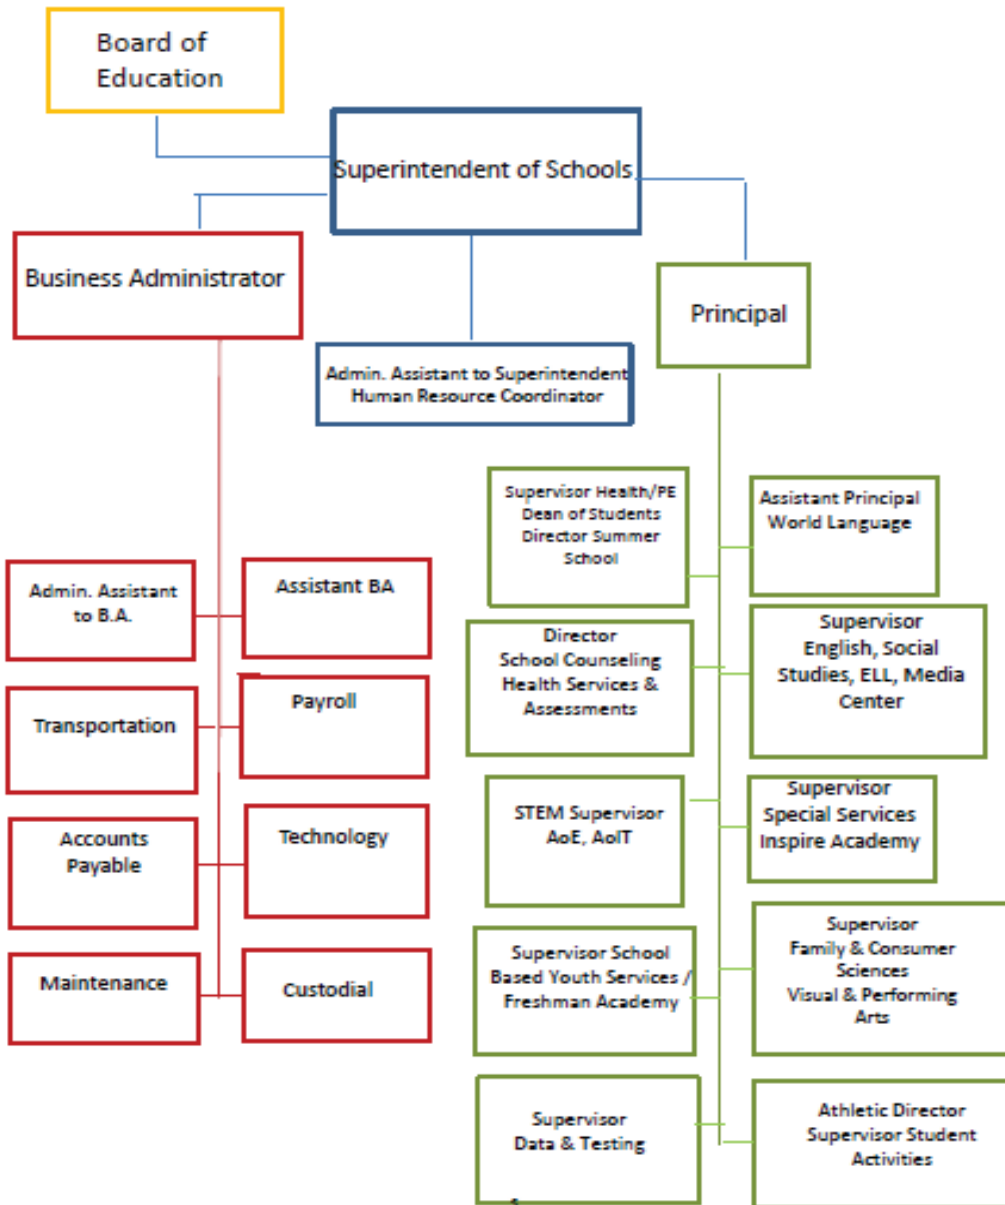 Board of
Education
Superintendent of Schools
Business Administrator
Principal
Admin. Assistant to Superintendent
Human Resource Coordinator
Admin. Assistant
to B.A.
Assistant BA
Transportation
Payroll
Accounts
Payable
Technology
Maintenance
Custodial
Supervisor Health/PE
Dean of Students
Director Summer
School
Assistant Principal
World Language
Director
School Counseling
Health Services &
Assessments
Supervisor
English, Social
Studies, ELL, Media
Center
STEM Supervisor
AoE, AoIT
Supervisor
Special Services
Inspire Academy
Supervisor School
Based Youth Services /
Freshman Academy
Supervisor
Family & Consumer
Sciences
Visual & Performing
Arts
Supervisor
Data & Testing
Athletic Director
Supervisor Student
Activities